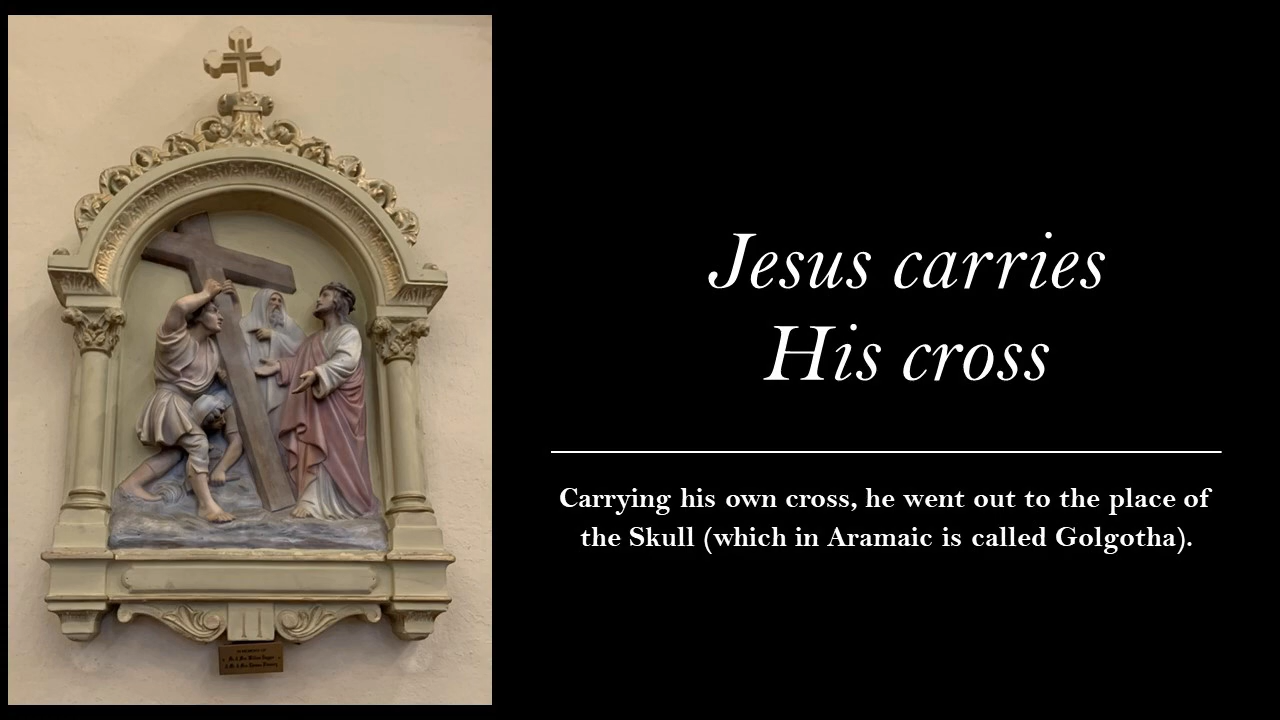 II
Jesus carries
His cross
Carrying his own cross, he went out to the place of
the Skull (which in Aramaic is called Golgotha).